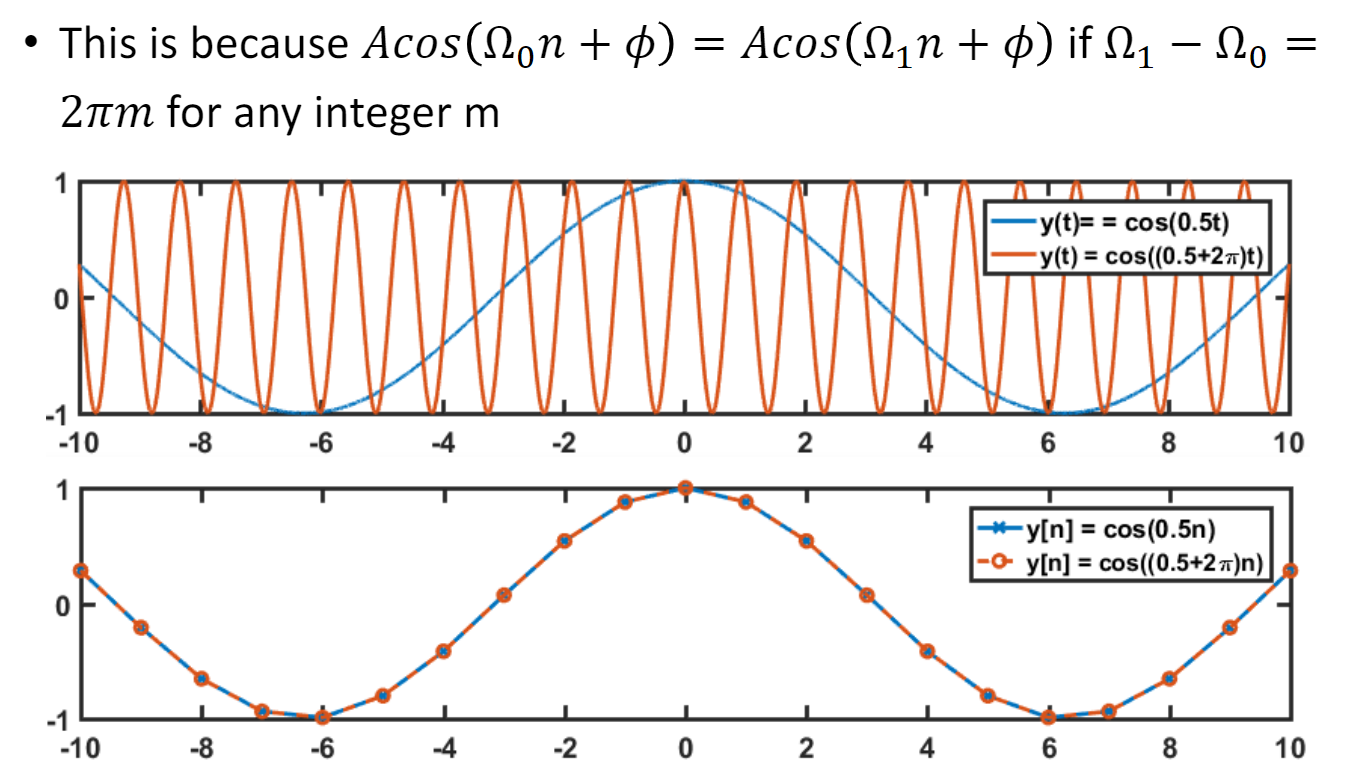 • This is because Acos(Ω₀n + ϕ) = Acos(Ω₁n + ϕ) if Ω₁ − Ω₀ =
2πm for any integer m
1
0
-1
y(t)= = cos(0.5t)
y(t) = cos((0.5+2π)t)
-10 -8 -6 -4 -2 0 2 4 6 8 10
1
0
-1
y[n] = cos(0.5n)
y[n] = cos((0.5+2π)n)
-10 -8 -6 -4 -2 0 2 4 6 8 10